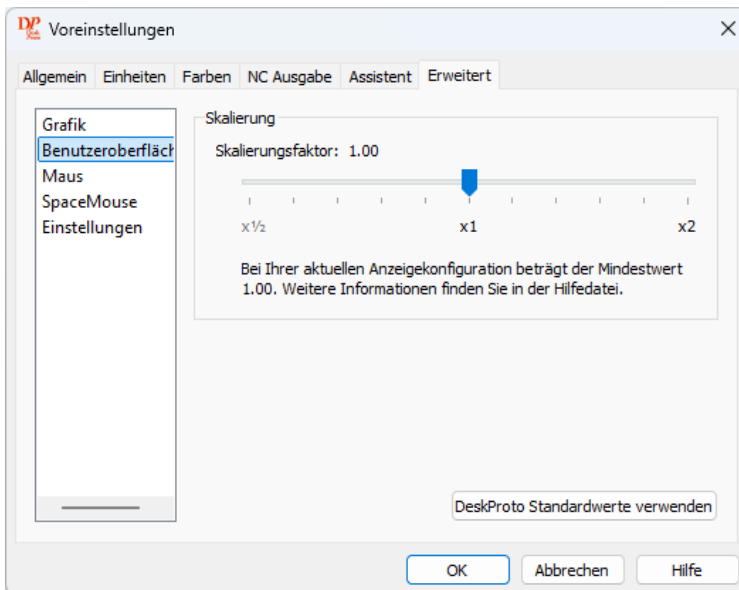 Voreinstellungen
Allgemein Einheiten Farben NC Ausgabe Assistent Erweitert
Grafik
Benutzeroberfläch
Maus
SpaceMouse
Einstellungen
Skalierung
Skalierungsfaktor: 1.00
x½ x1 x2
Bei Ihrer aktuellen Anzeigekonfiguration beträgt der Mindestwert
1.00. Weitere Informationen finden Sie in der Hilfedatei.
DeskProto Standardwerte verwenden
OK Abbrechen Hilfe